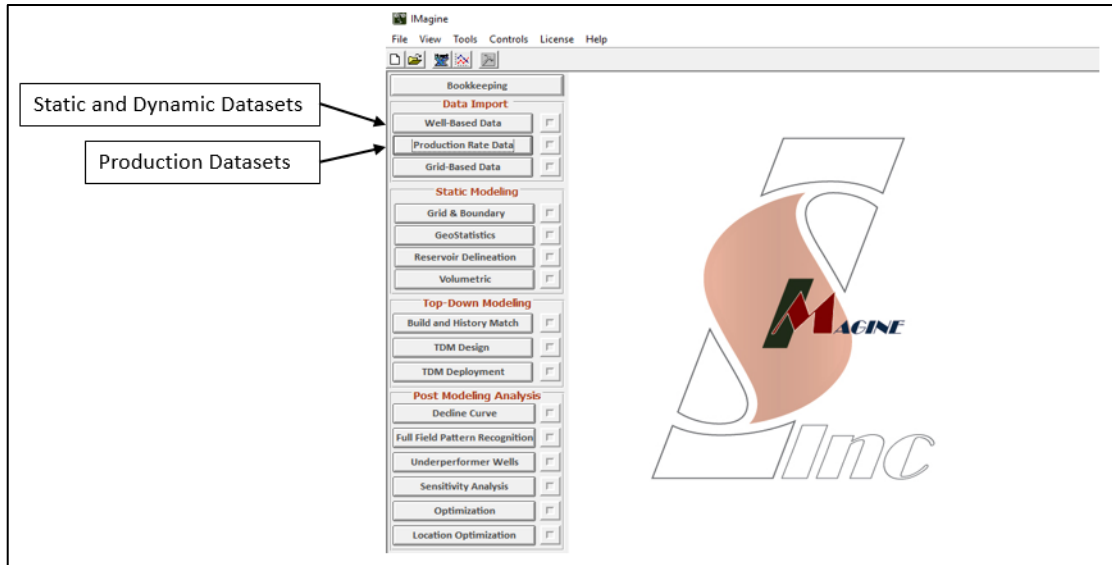 IMagine
File View Tools Controls License Help
Bookkeeping
Static and Dynamic Datasets
Data Import
Well-Based Data
Production Datasets
Production Rate Data
Grid-Based Data
Static Modeling
Grid & Boundary
GeoStatistics
Reservoir Delineation
Volumetric
Top-Down Modeling
Build and History Match
TDM Design
TDM Deployment
Post Modeling Analysis
Decline Curve
Full Field Pattern Recognition
Underperformer Wells
Sensitivity Analysis
Optimization
Location Optimization
IMAGINE
Inc